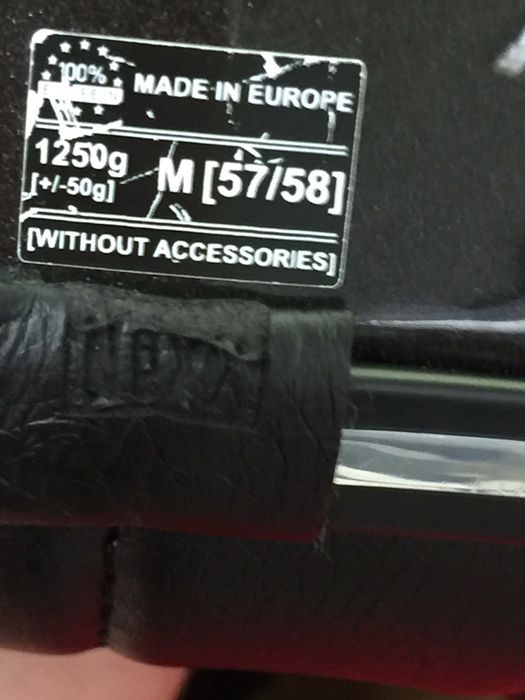 100%
MADE IN EUROPE
1250g
[+/-50g]
M [57/58]
[WITHOUT ACCESSORIES]